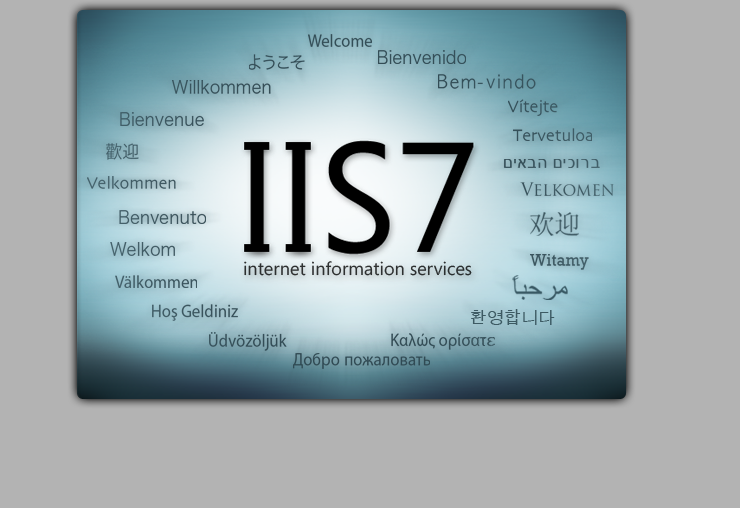 Welcome
ようこそ
Bienvenido
Willkommen
Bem-vindo
Bienvenue
Vítejte
Tervetuloa
歡迎
ברוכים הבאים
Velkommen
VELKOMEN
IIS7
Benvenuto
欢迎
Welkom
Witamy
internet information services
Välkommen
مرحباً
Hoş Geldiniz
환영합니다
Üdvözöljük
Καλώς ορίσατε
Добро пожаловать